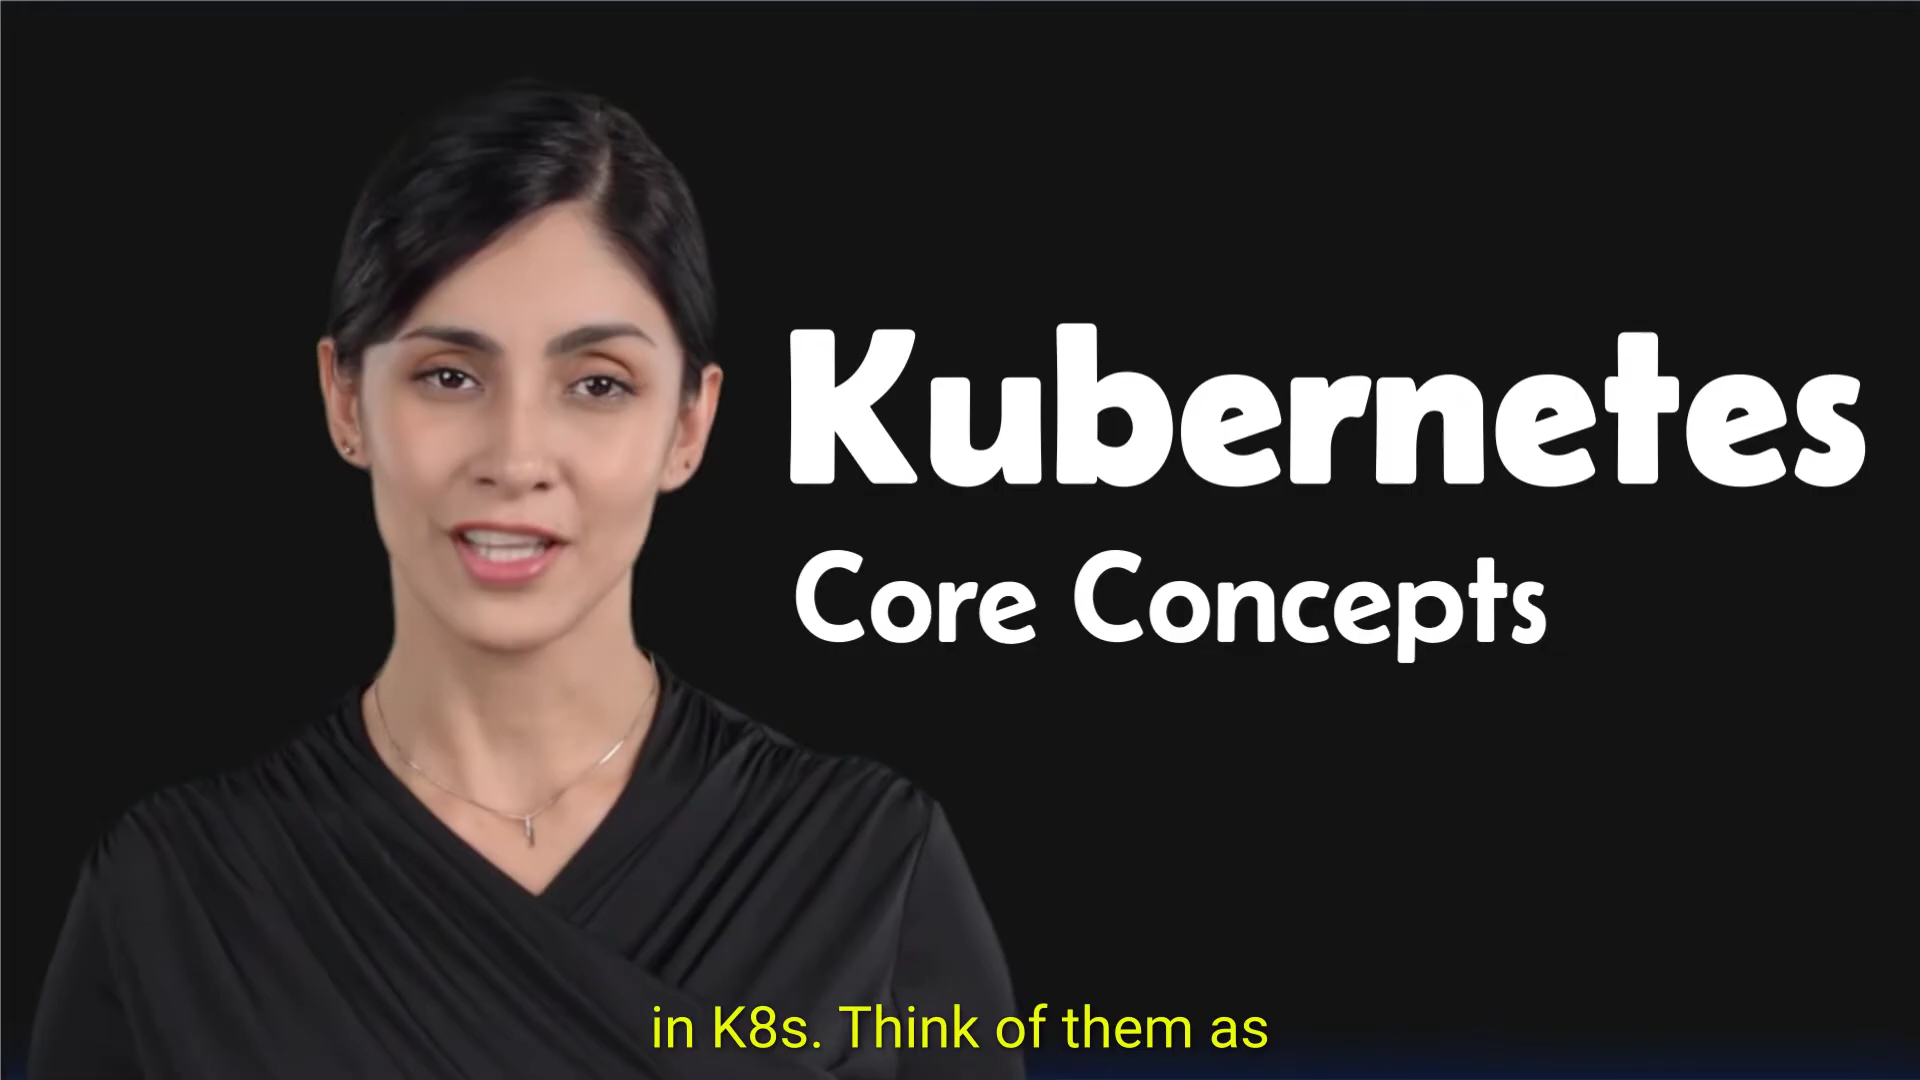 Kubernetes
Core Concepts
in K8s. Think of them as